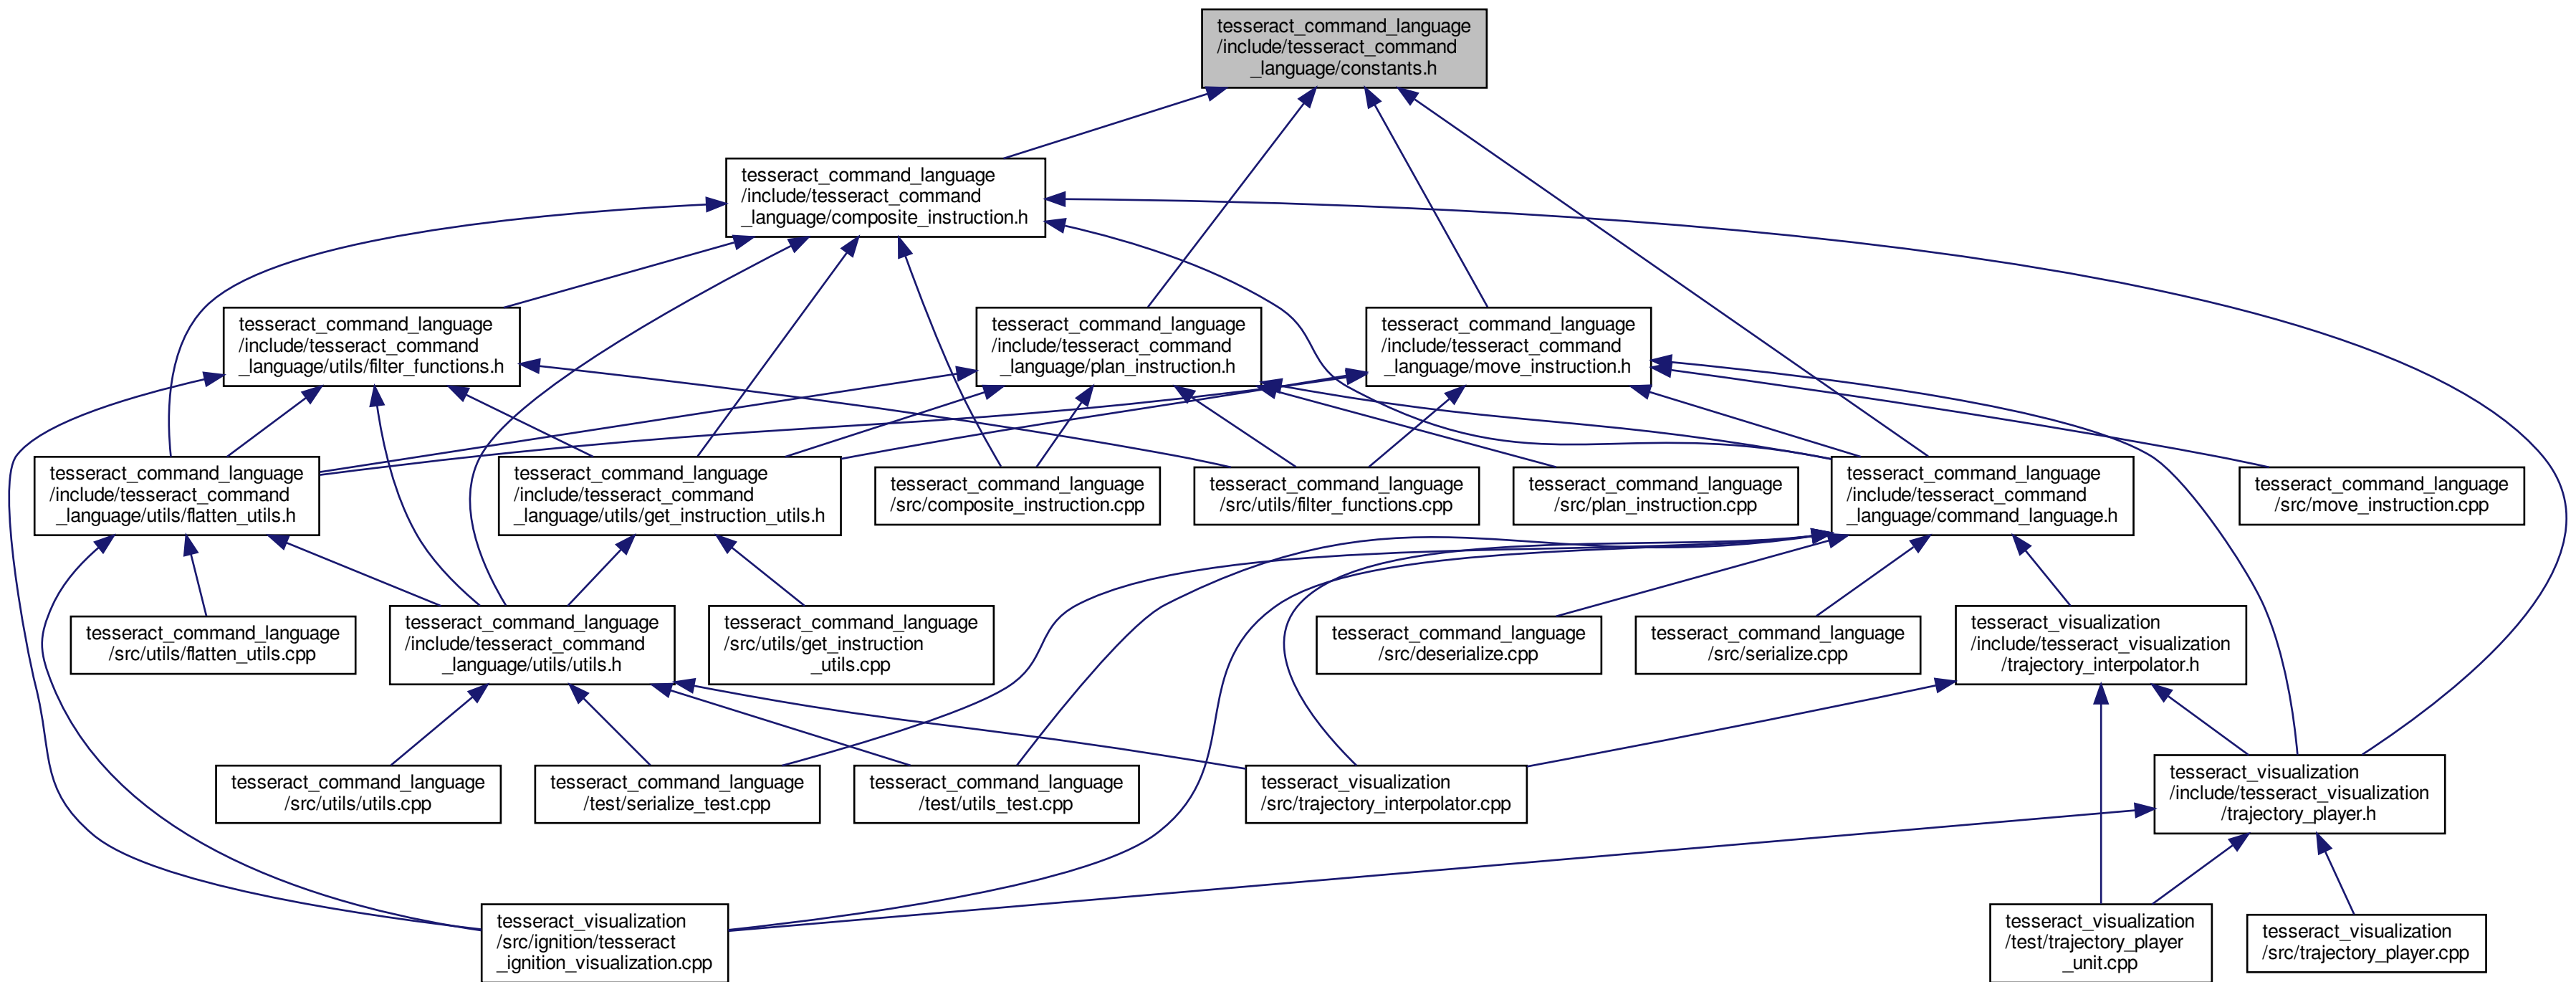 tesseract_command_language
/include/tesseract_command
_language/constants.h
tesseract_command_language
/include/tesseract_command
_language/composite_instruction.h
tesseract_command_language
/include/tesseract_command
_language/utils/filter_functions.h
tesseract_command_language
/include/tesseract_command
_language/plan_instruction.h
tesseract_command_language
/include/tesseract_command
_language/move_instruction.h
tesseract_command_language
/include/tesseract_command
_language/utils/flatten_utils.h
tesseract_command_language
/include/tesseract_command
_language/utils/get_instruction_utils.h
tesseract_command_language
/src/composite_instruction.cpp
tesseract_command_language
/src/utils/filter_functions.cpp
tesseract_command_language
/src/plan_instruction.cpp
tesseract_command_language
/include/tesseract_command
_language/command_language.h
tesseract_command_language
/src/move_instruction.cpp
tesseract_command_language
/src/utils/flatten_utils.cpp
tesseract_command_language
/include/tesseract_command
_language/utils/utils.h
tesseract_command_language
/src/utils/get_instruction
_utils.cpp
tesseract_command_language
/src/deserialize.cpp
tesseract_command_language
/src/serialize.cpp
tesseract_visualization
/include/tesseract_visualization
/trajectory_interpolator.h
tesseract_command_language
/src/utils/utils.cpp
tesseract_command_language
/test/serialize_test.cpp
tesseract_command_language
/test/utils_test.cpp
tesseract_visualization
/src/trajectory_interpolator.cpp
tesseract_visualization
/include/tesseract_visualization
/trajectory_player.h
tesseract_visualization
/src/ignition/tesseract
_ignition_visualization.cpp
tesseract_visualization
/test/trajectory_player
_unit.cpp
tesseract_visualization
/src/trajectory_player.cpp